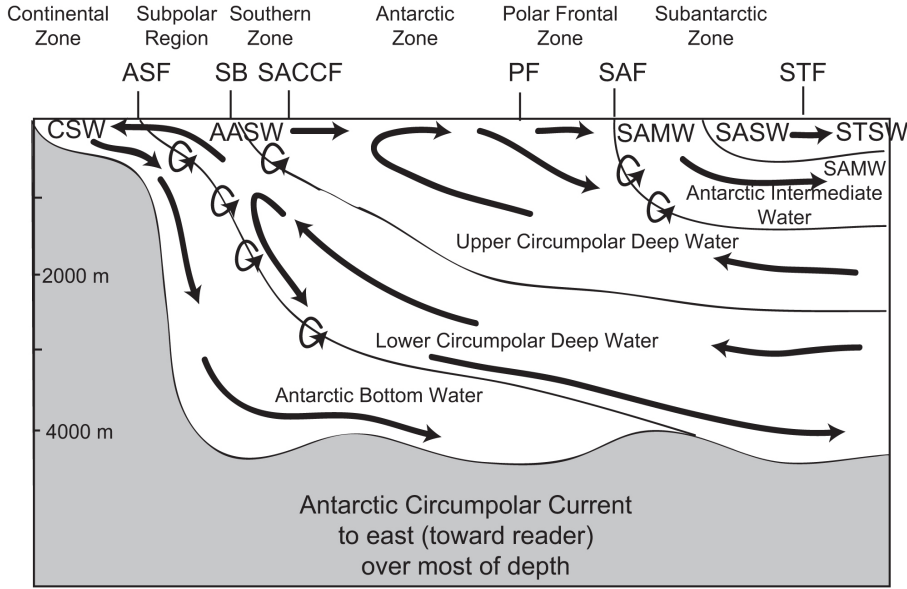 Continental Zone
Subpolar Region
Southern Zone
Antarctic Zone
Polar Frontal Zone
Subantarctic Zone
ASF
SB
SACCF
PF
SAF
STF
CSW
AASW
SAMW
SASW
STSW
SAMW
Antarctic Intermediate
Water
Upper Circumpolar Deep Water
2000 m
Lower Circumpolar Deep Water
Antarctic Bottom Water
4000 m
Antarctic Circumpolar Current
to east (toward reader)
over most of depth